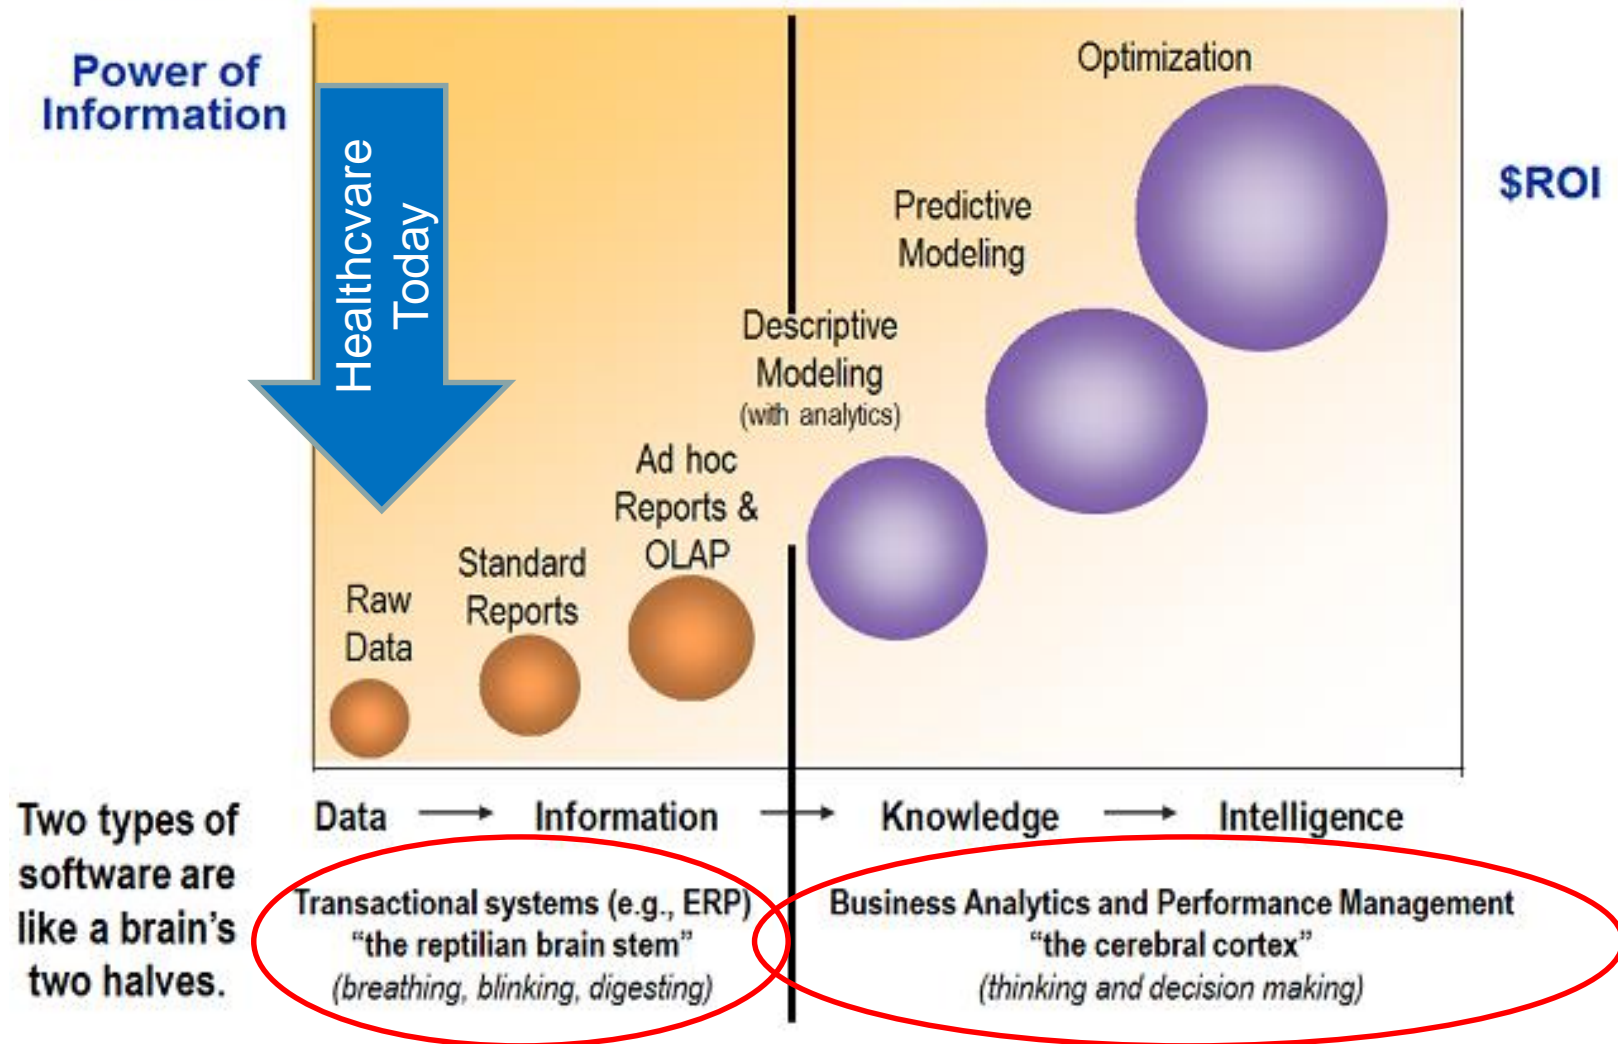 Power of
Information
Healthcvare
Today
Optimization
$ROI
Predictive
Modeling
Descriptive
Modeling
(with analytics)
Ad hoc
Reports &
OLAP
Standard
Reports
Raw
Data
Data → Information → Knowledge → Intelligence
Two types of
software are
like a brain’s
two halves.
Transactional systems (e.g., ERP)
“the reptilian brain stem”
(breathing, blinking, digesting)
Business Analytics and Performance Management
“the cerebral cortex”
(thinking and decision making)